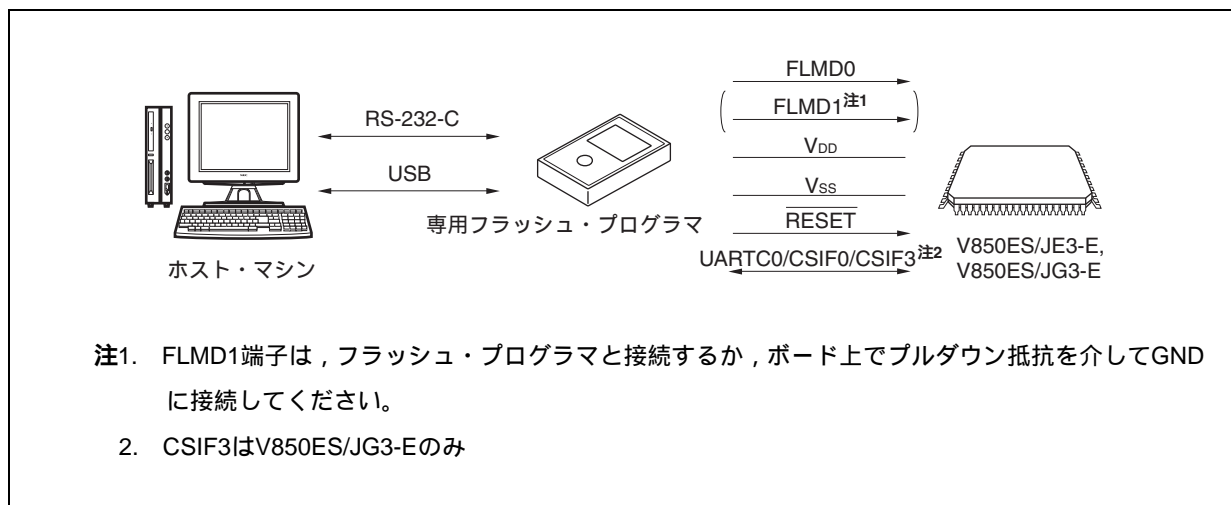 FLMD0
FLMD1注1
VDD
VSS
RESET
UARTC0/CSIF0/CSIF3注2
RS-232-C
USB
専用フラッシュ・プログラマ
ホスト・マシン
V850ES/JE3-E,
V850ES/JG3-E
注1. FLMD1端子は，フラッシュ・プログラマと接続するか，ボード上でプルダウン抵抗を介してGND
に接続してください。
2. CSIF3はV850ES/JG3-Eのみ